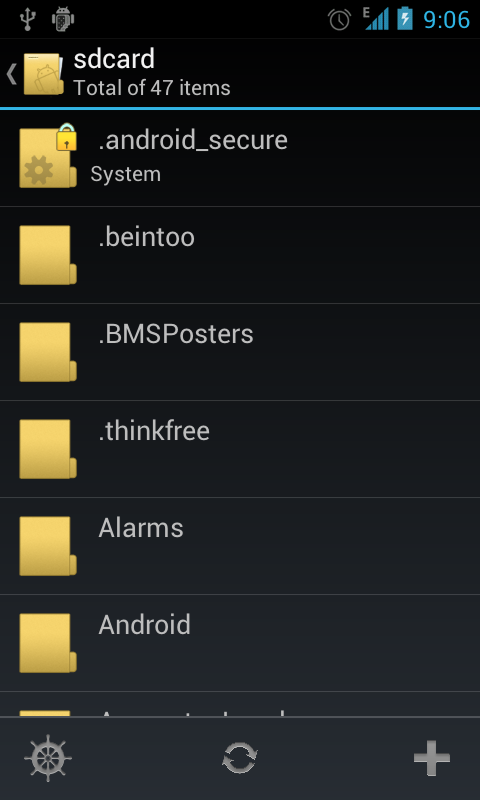 E
9:06
sdcard
Total of 47 items
.android_secure
System
.beintoo
.BMSPosters
.thinkfree
Alarms
Android